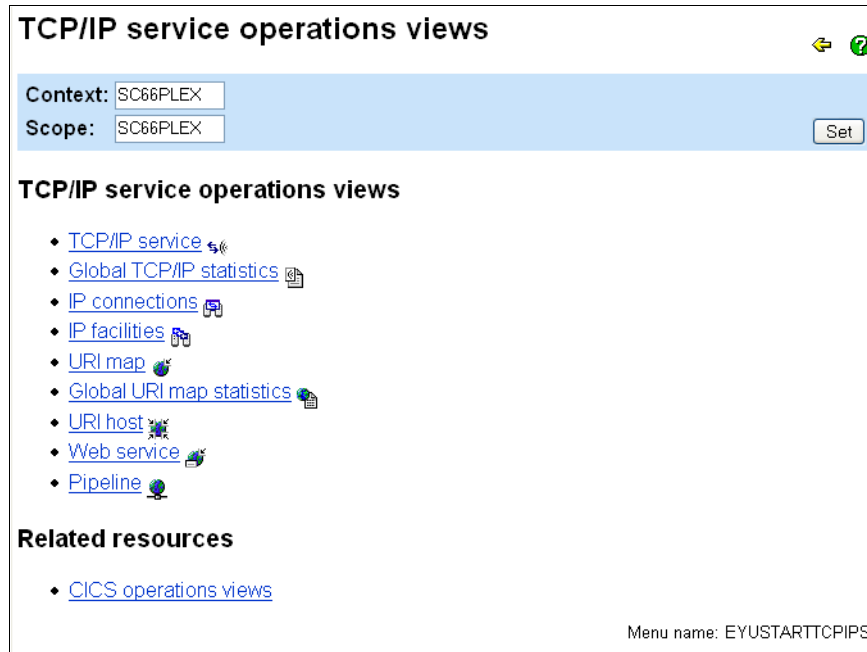 TCP/IP service operations views
Context: SC66PLEX
Scope: SC66PLEX
Set
TCP/IP service operations views
TCP/IP service
Global TCP/IP statistics
IP connections
IP facilities
URI map
Global URI map statistics
URI host
Web service
Pipeline
Related resources
CICS operations views
Menu name: EYUSTARTTCPIPS